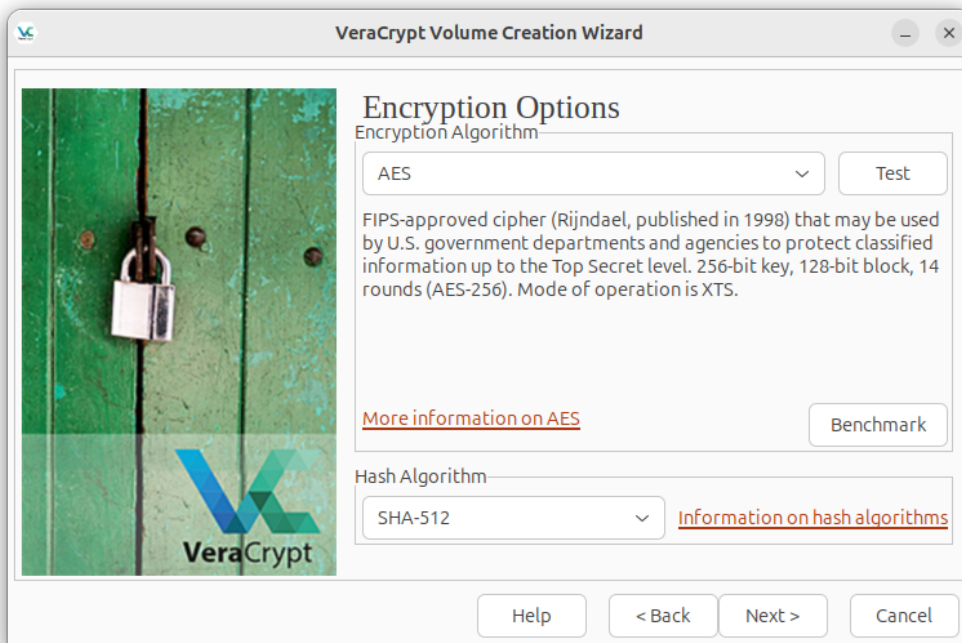 VeraCrypt Volume Creation Wizard
Encryption Options
Encryption Algorithm
AES
Test
FIPS-approved cipher (Rijndael, published in 1998) that may be used
by U.S. government departments and agencies to protect classified
information up to the Top Secret level. 256-bit key, 128-bit block, 14
rounds (AES-256). Mode of operation is XTS.
More information on AES
Benchmark
Hash Algorithm
SHA-512
Information on hash algorithms
VeraCrypt
Help
< Back
Next >
Cancel